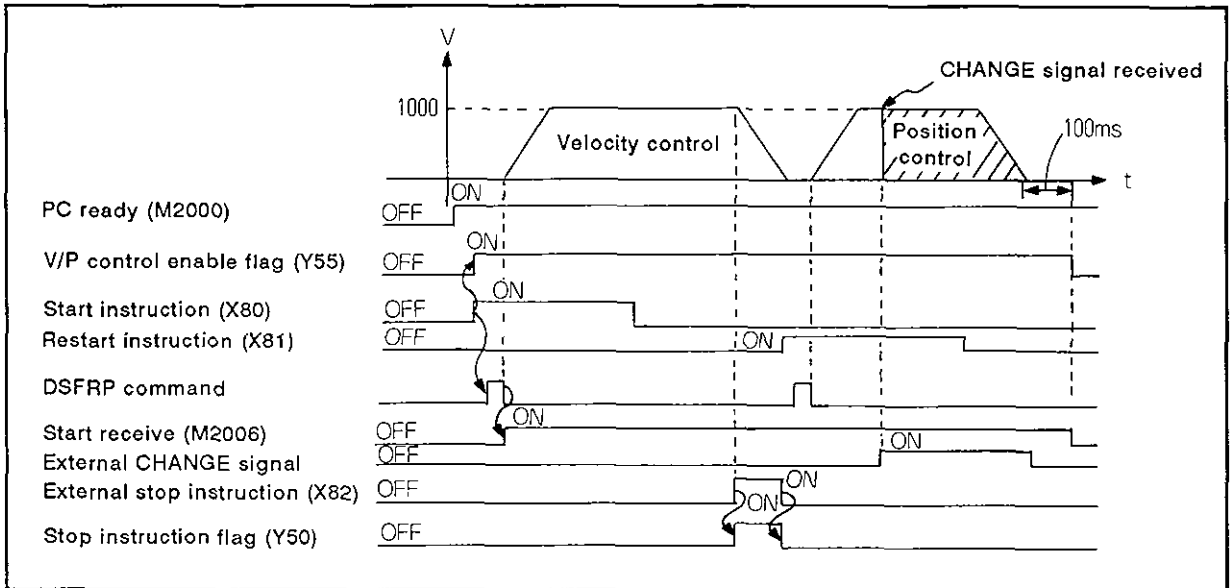 V
CHANGE signal received
1000
Velocity control
Position
control
100ms
t
PC ready (M2000)
OFF
ON
V/P control enable flag (Y55)
OFF
ON
Start instruction (X80)
OFF
ON
Restart instruction (X81)
OFF
ON
DSFRP command
Start receive (M2006)
OFF
ON
External CHANGE signal
OFF
ON
External stop instruction (X82)
OFF
ON
Stop instruction flag (Y50)
OFF
ON